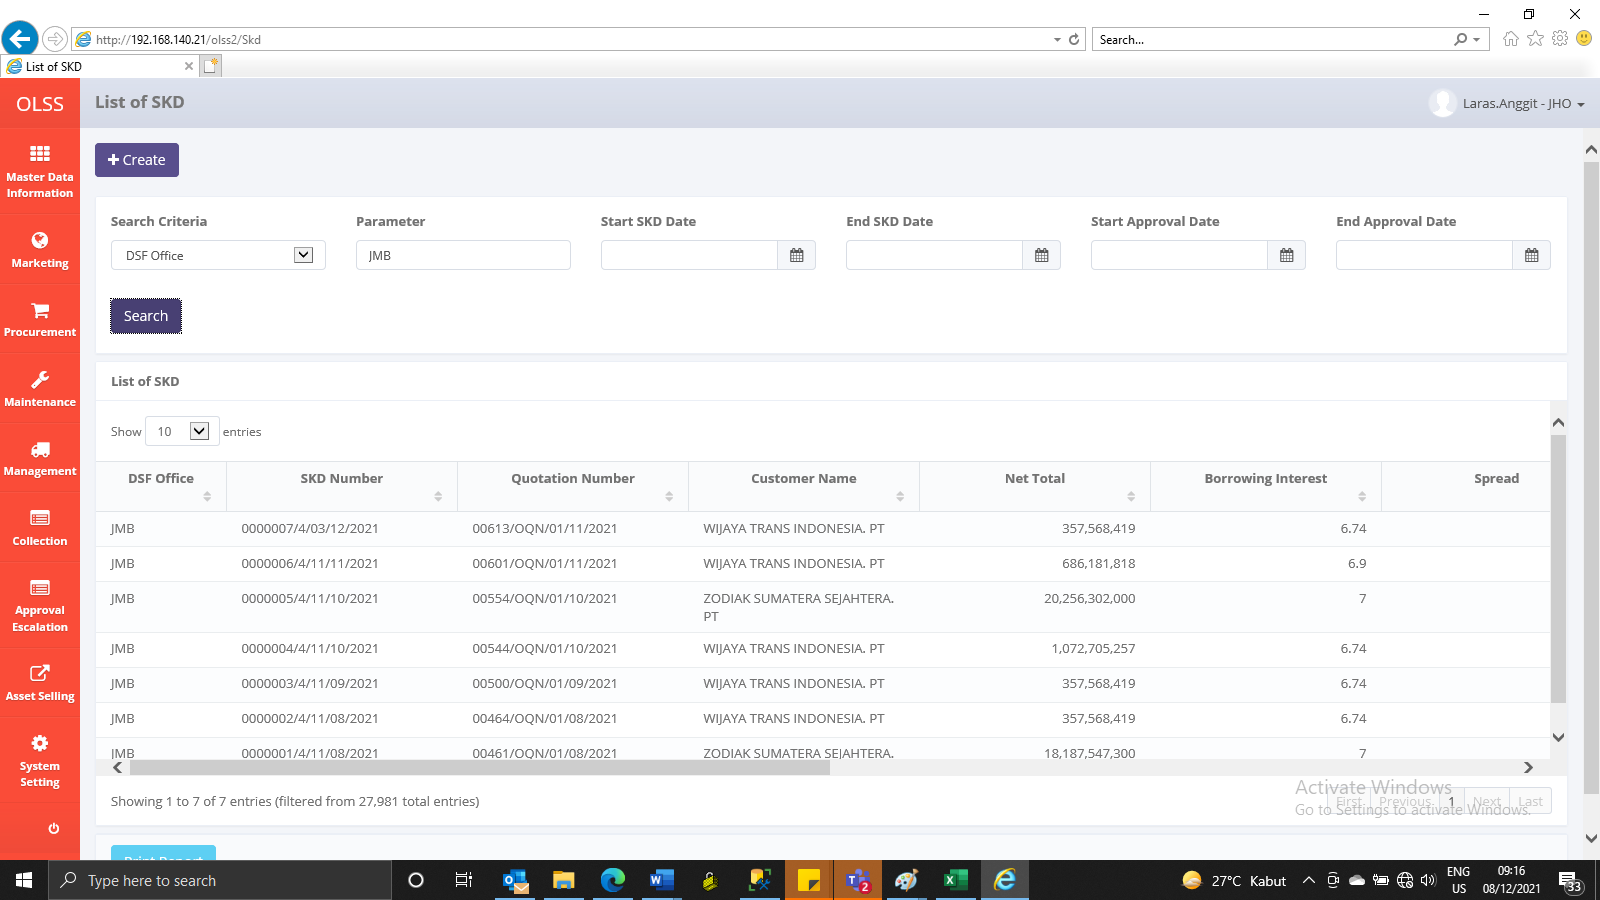 http://192.168.140.21/olss2/Skd
Search...
List of SKD
OLSS
List of SKD
Laras.Anggit - JHO
Create
Master Data
Information
Marketing
Procurement
Maintenance
Management
Collection
Approval
Escalation
Asset Selling
System
Setting
Search Criteria
Parameter
Start SKD Date
End SKD Date
Start Approval Date
End Approval Date
DSF Office
JMB
Search
List of SKD
Show 10 entries
DSF Office
SKD Number
Quotation Number
Customer Name
Net Total
Borrowing Interest
Spread
JMB 0000007/4/03/12/2021 00613/OQN/01/11/2021 WIJAYA TRANS INDONESIA. PT 357,568,419 6.74
JMB 0000006/4/11/11/2021 00601/OQN/01/11/2021 WIJAYA TRANS INDONESIA. PT 686,181,818 6.9
JMB 0000005/4/11/10/2021 00554/OQN/01/10/2021 ZODIAK SUMATERA SEJAHTERA. 20,256,302,000 7
PT
JMB 0000004/4/11/10/2021 00544/OQN/01/10/2021 WIJAYA TRANS INDONESIA. PT 1,072,705,257 6.74
JMB 0000003/4/11/09/2021 00500/OQN/01/09/2021 WIJAYA TRANS INDONESIA. PT 357,568,419 6.74
JMB 0000002/4/11/08/2021 00464/OQN/01/08/2021 WIJAYA TRANS INDONESIA. PT 357,568,419 6.74
JMB 0000001/4/11/08/2021 00461/OQN/01/08/2021 ZODIAK SUMATERA SEJAHTERA. 18,187,547,300 7
Showing 1 to 7 of 7 entries (filtered from 27,981 total entries)
First Previous 1 Next Last
Activate Windows
Go to Settings to activate Windows.
Print Report
Type here to search
2
27°C Kabut
ENG
US
09:16
08/12/2021
33